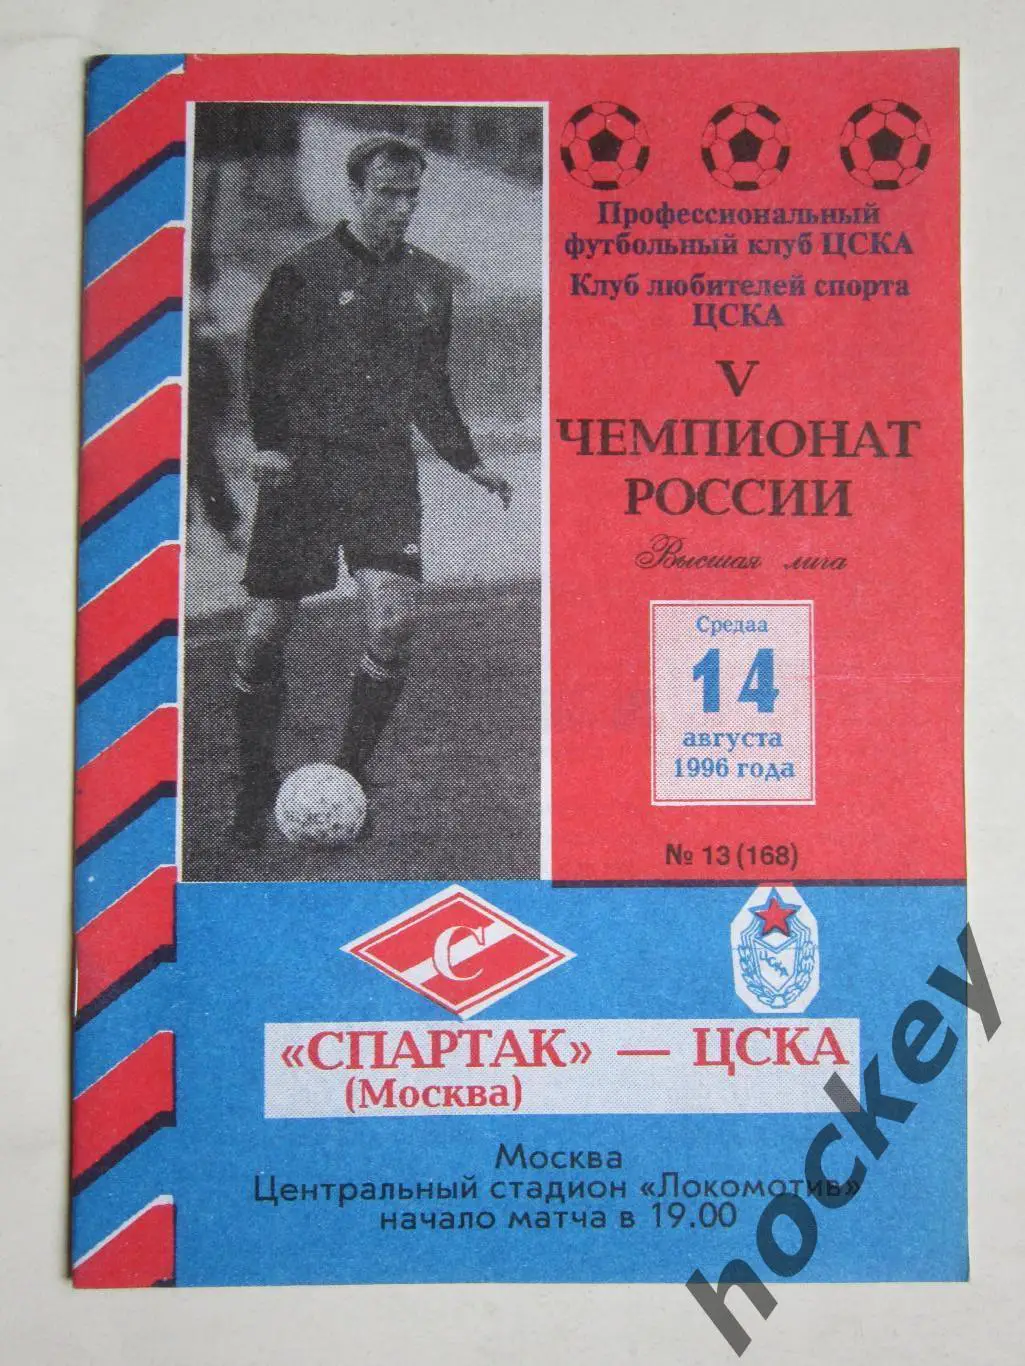 Профессиональный
футбольный клуб ЦСКА
Клуб любителей спорта
ЦСКА
V
ЧЕМПИОНАТ
РОССИИ
Высшая лига
Средаа
14
августа
1996 года
№ 13 (168)
С
ЦСКА
«СПАРТАК» — ЦСКА
(Москва)
Москва
Центральный стадион «Локомотив»
начало матча в 19.00
hockey